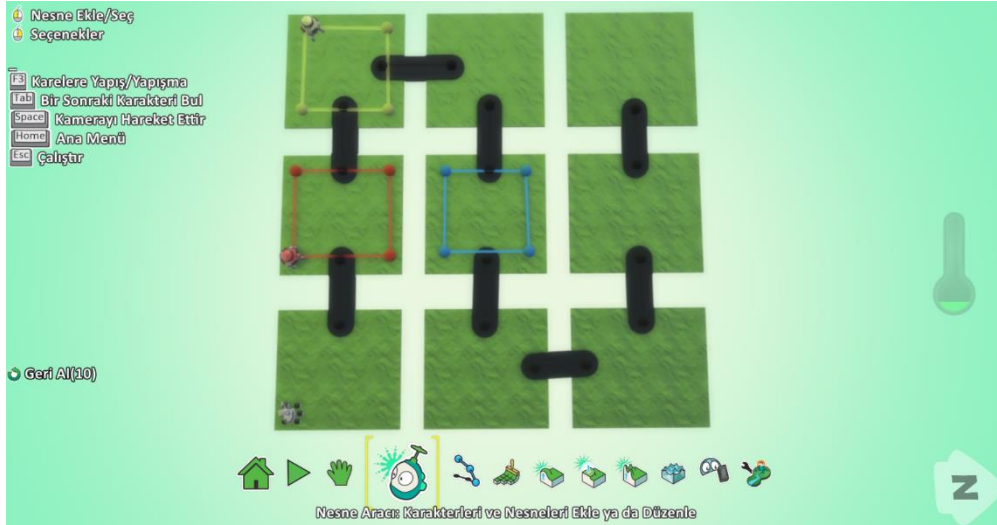 Nesne Ekle/Seç
Seçenekler
F3 Karelere Yapış/Yapışma
Tab Bir Sonraki Karakteri Bul
Space Kamerayı Hareket Ettir
Home Ana Menü
Esc Çalıştır
Geri Al(10)
Nesne Aracı: Karakterleri ve Nesneleri Ekle ya da Düzenle
Z